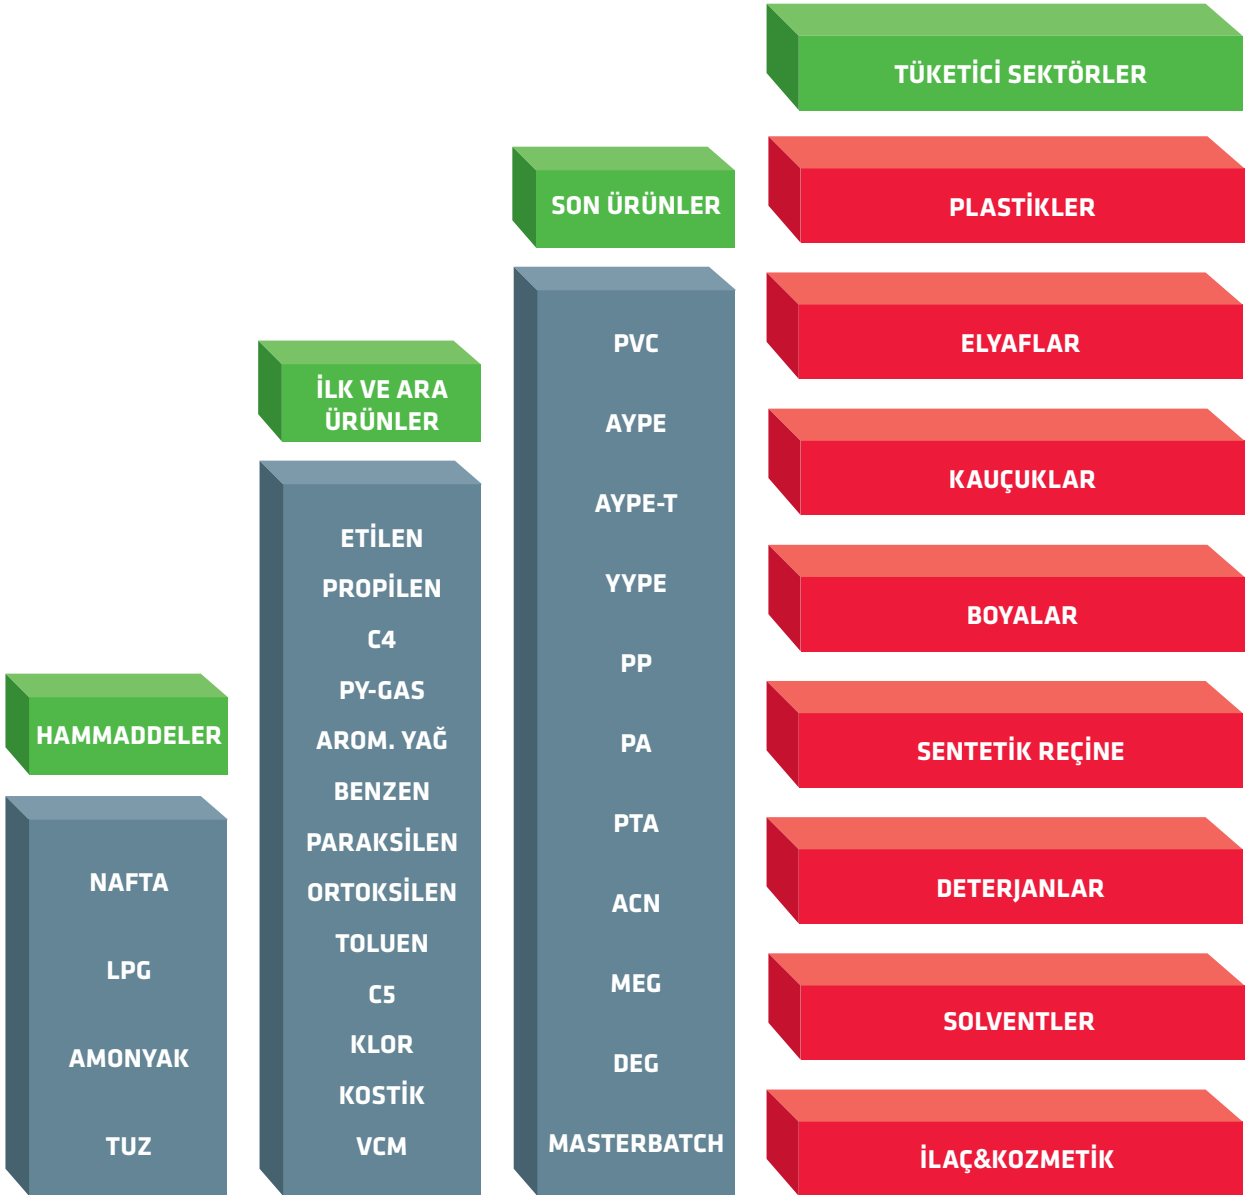 HAMMADDELER
NAFTA
LPG
AMONYAK
TUZ
İLK VE ARA
ÜRÜNLER
ETİLEN
PROPİLEN
C4
PY-GAS
AROM. YAĞ
BENZEN
PARAKSİLEN
ORTOKSİLEN
TOLUEN
C5
KLOR
KOSTİK
VCM
SON ÜRÜNLER
PVC
AYPE
AYPE-T
YYPE
PP
PA
PTA
ACN
MEG
DEG
MASTERBATCH
TÜKETİCİ SEKTÖRLER
PLASTİKLER
ELYAFLAR
KAUÇUKLAR
BOYALAR
SENTETİK REÇİNE
DETERJANLAR
SOLVENTLER
İLAÇ&KOZMETİK